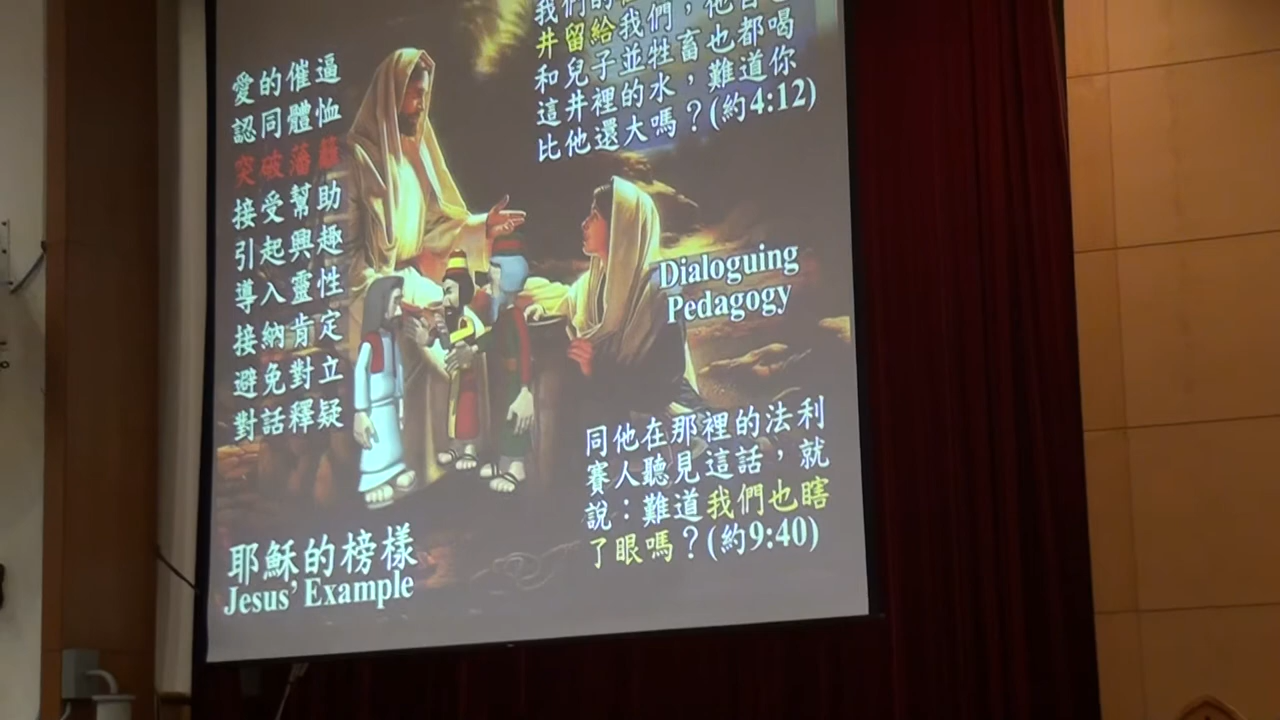 愛的催逼
認同體恤
突破藩籬
接受幫助
引起興趣
導入靈性
接納肯定
避免對立
對話釋疑
我們的
井留給我們，他自己
和兒子並牲畜也都喝
這井裡的水，難道你
比他還大嗎？(約4:12)
Dialoguing
Pedagogy
同他在那裡的法利
賽人聽見這話，就
說：難道我們也瞎
了眼嗎？(約9:40)
耶穌的榜樣
Jesus' Example